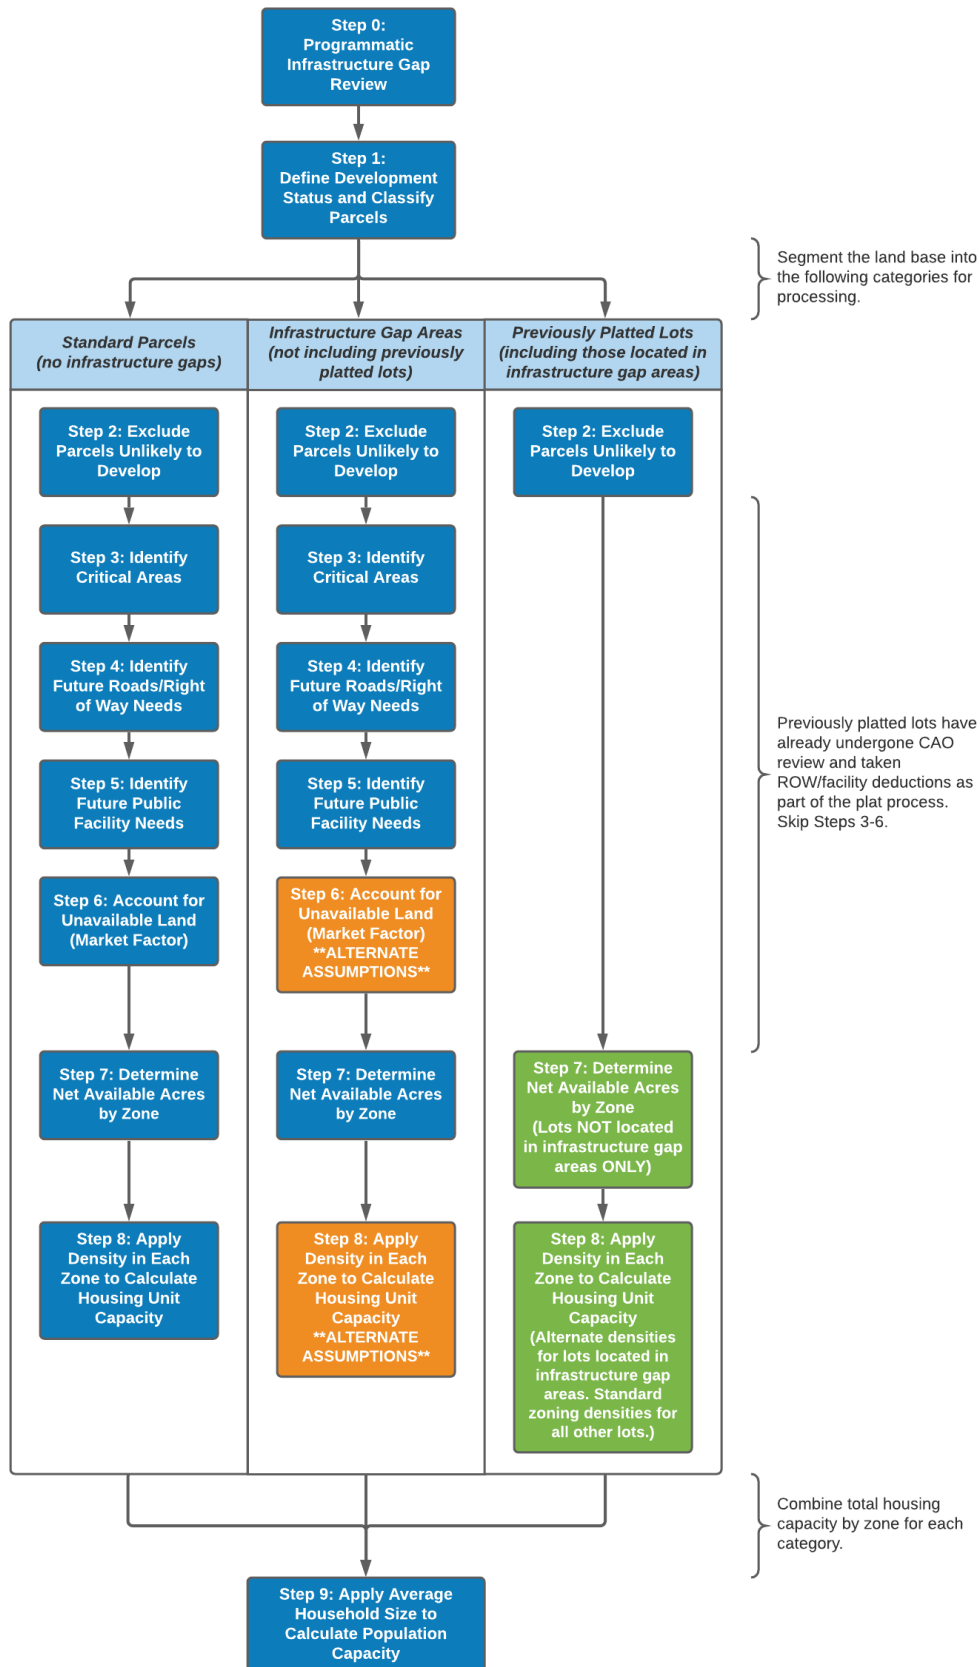 Step 0:
Programmatic
Infrastructure Gap
Review
Step 1:
Define Development
Status and Classify
Parcels
Segment the land base into
the following categories for
processing.
Standard Parcels
(no infrastructure gaps)
Infrastructure Gap Areas
(not including previously
platted lots)
Previously Platted Lots
(including those located in
infrastructure gap areas)
Step 2: Exclude
Parcels Unlikely to
Develop
Step 3: Identify
Critical Areas
Step 4: Identify
Future Roads/Right
of Way Needs
Step 5: Identify
Future Public
Facility Needs
Step 6: Account for
Unavailable Land
(Market Factor)
Step 7: Determine
Net Available Acres
by Zone
Step 8: Apply
Density in Each
Zone to Calculate
Housing Unit
Capacity
Step 2: Exclude
Parcels Unlikely to
Develop
Step 3: Identify
Critical Areas
Step 4: Identify
Future Roads/Right
of Way Needs
Step 5: Identify
Future Public
Facility Needs
Step 6: Account for
Unavailable Land
(Market Factor)
**ALTERNATE
ASSUMPTIONS**
Step 7: Determine
Net Available Acres
by Zone
Step 8: Apply
Density in Each
Zone to Calculate
Housing Unit
Capacity
**ALTERNATE
ASSUMPTIONS**
Step 2: Exclude
Parcels Unlikely to
Develop
Step 7: Determine
Net Available Acres
by Zone
(Lots NOT located
in infrastructure gap
areas ONLY)
Step 8: Apply
Density in Each
Zone to Calculate
Housing Unit
Capacity
(Alternate densities
for lots located in
infrastructure gap
areas. Standard
zoning densities for
all other lots.)
Previously platted lots have
already undergone CAO
review and taken
ROW/facility deductions as
part of the plat process.
Skip Steps 3-6.
Combine total housing
capacity by zone for each
category.
Step 9: Apply Average
Household Size to
Calculate Population
Capacity